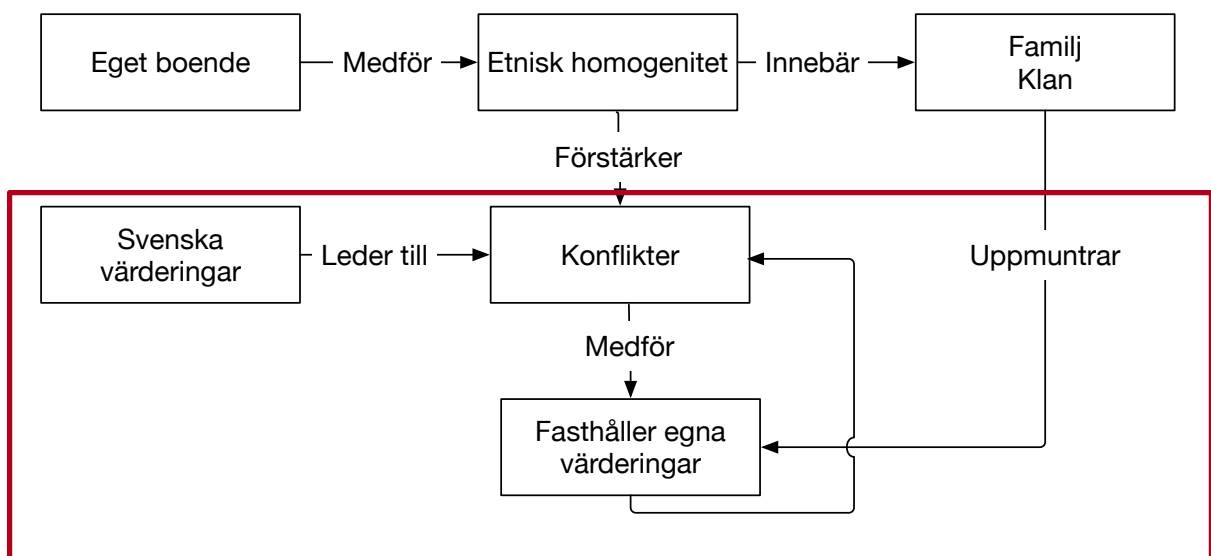 Eget boende
Medför
Etnisk homogenitet
Innebär
Familj
Klan
Förstärker
Svenska
värderingar
Leder till
Konflikter
Uppmuntrar
Medför
Fasthåller egna
värderingar